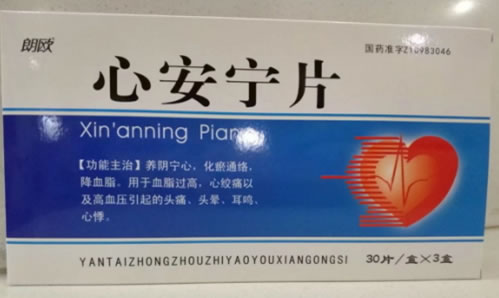 朗欧
国药准字Z10983046
心安宁片
Xin'anning Pian
【功能主治】养阴宁心，化瘀通络，
降血脂。用于血脂过高，心绞痛以
及高血压引起的头痛、头晕、耳鸣、
心悸。
YANTAIZHONGZHOUZHIYAOYOUXIANGONGSI
30片/盒×3盒